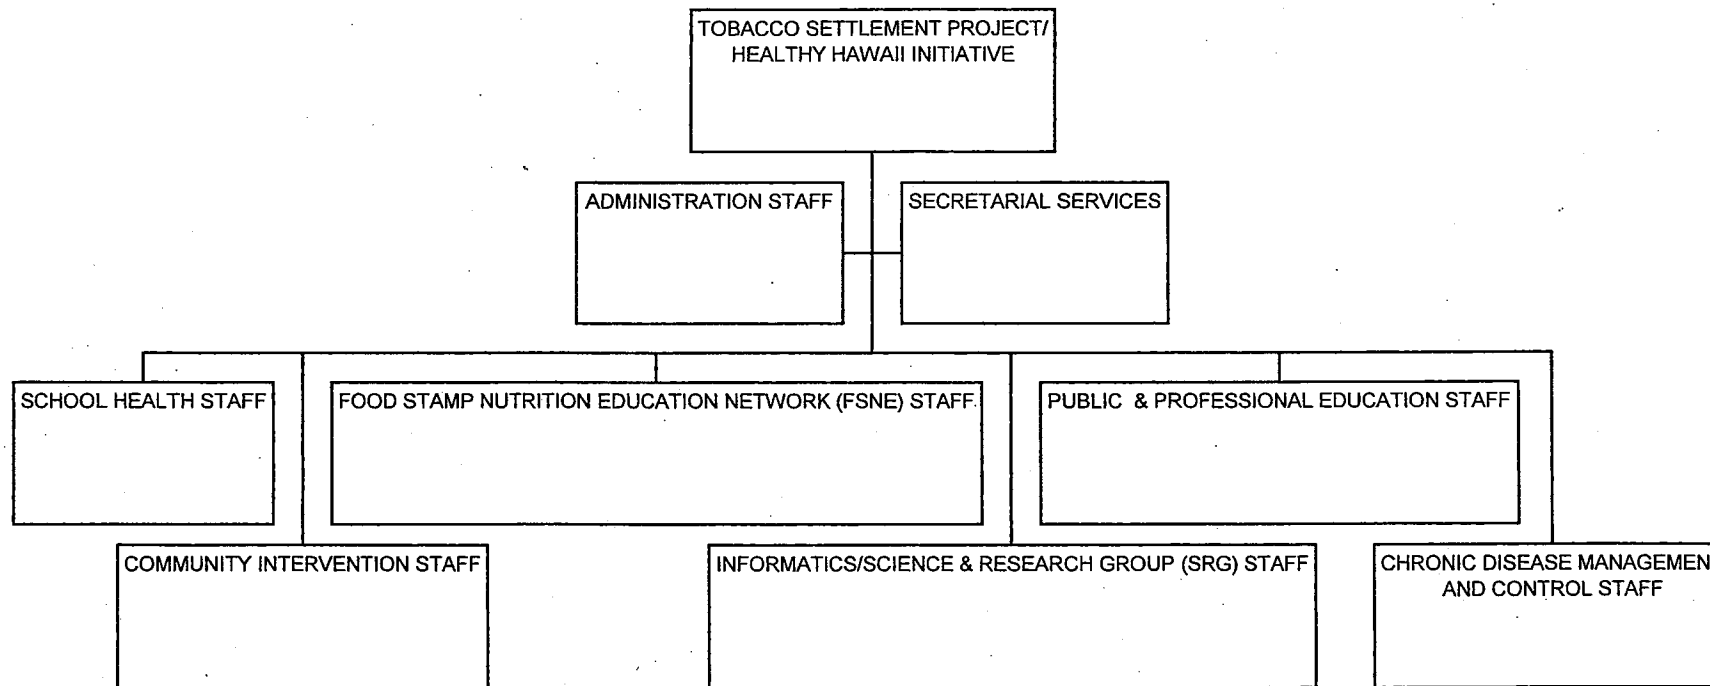 TOBACCO SETTLEMENT PROJECT/
HEALTHY HAWAII INITIATIVE
ADMINISTRATION STAFF
SECRETARIAL SERVICES
SCHOOL HEALTH STAFF
FOOD STAMP NUTRITION EDUCATION NETWORK (FSNE) STAFF
PUBLIC & PROFESSIONAL EDUCATION STAFF
COMMUNITY INTERVENTION STAFF
INFORMATICS/SCIENCE & RESEARCH GROUP (SRG) STAFF
CHRONIC DISEASE MANAGEMEN
AND CONTROL STAFF